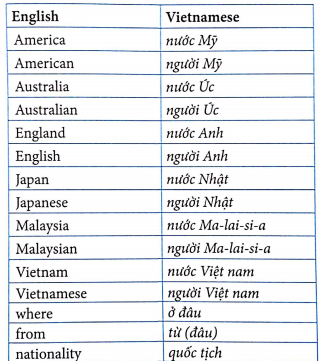 English Vietnamese
America nước Mỹ
American người Mỹ
Australia nước Úc
Australian người Úc
England nước Anh
English người Anh
Japan nước Nhật
Japanese người Nhật
Malaysia nước Ma-lai-si-a
Malaysian người Ma-lai-si-a
Vietnam nước Việt nam
Vietnamese người Việt nam
where ở đâu
from từ (đâu)
nationality quốc tịch